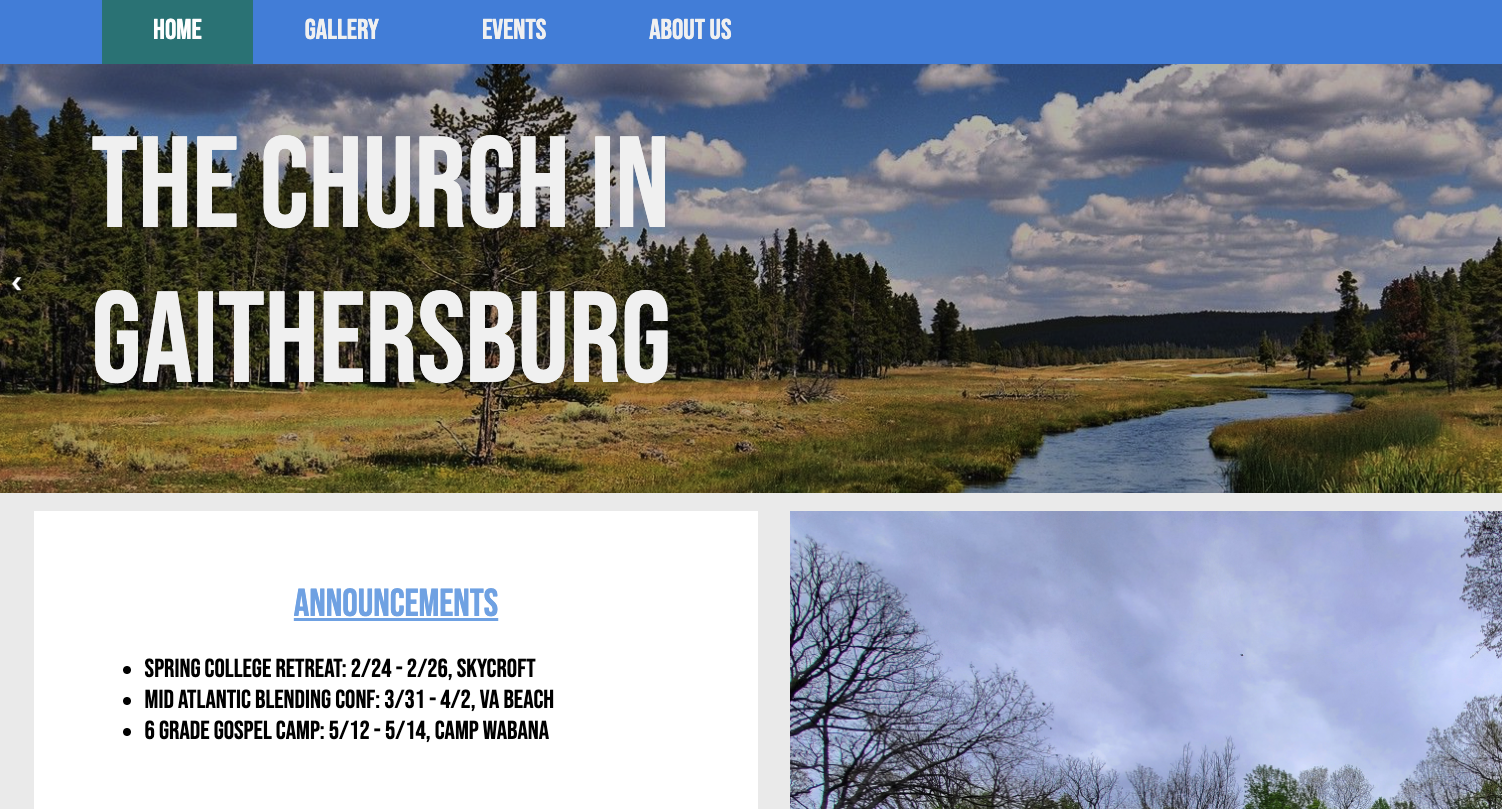 HOME GALLERY EVENTS ABOUT US
THE CHURCH IN
GAITHERSBURG
ANNOUNCEMENTS
SPRING COLLEGE RETREAT: 2/24 - 2/26, SKYCROFT
MID ATLANTIC BLENDING CONF: 3/31 - 4/2, VA BEACH
6 GRADE GOSPEL CAMP: 5/12 - 5/14, CAMP WABANA